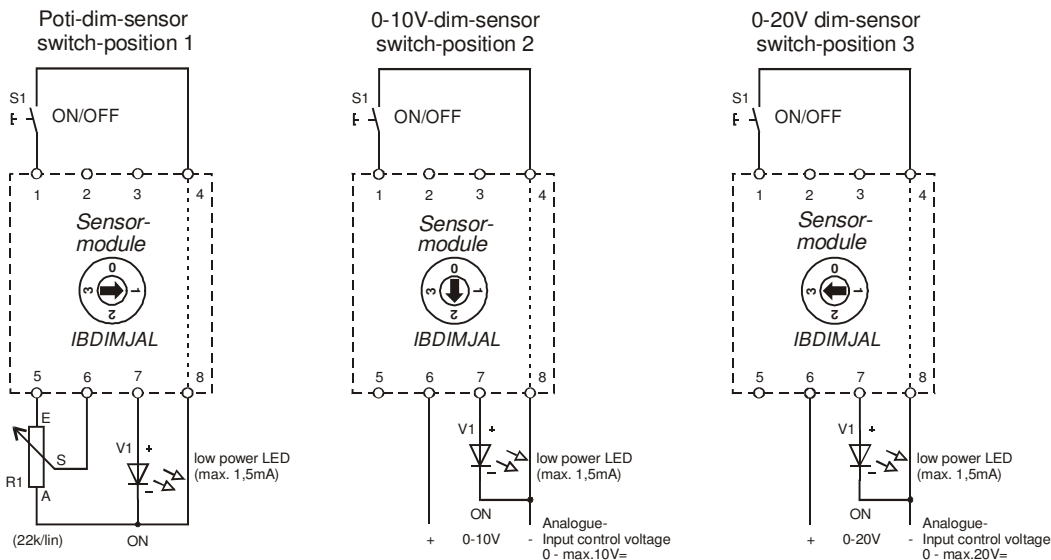 Poti-dim-sensor
switch-position 1
S1
ON/OFF
1 2 3 4
Sensor-
module
0
3 1
2
IBDIMJAL
5 6 7 8
E
S
R1
A
V1 +
-
low power LED
(max. 1,5mA)
(22k/lin)
ON
0-10V-dim-sensor
switch-position 2
S1
ON/OFF
1 2 3 4
Sensor-
module
0
3 1
2
IBDIMJAL
5 6 7 8
V1 +
-
low power LED
(max. 1,5mA)
ON
+ 0-10V -
Analogue-
Input control voltage
0 - max.10V=
0-20V dim-sensor
switch-position 3
S1
ON/OFF
1 2 3 4
Sensor-
module
0
3 1
2
IBDIMJAL
5 6 7 8
V1 +
-
low power LED
(max. 1,5mA)
ON
+ 0-20V -
Analogue-
Input control voltage
0 - max.20V=